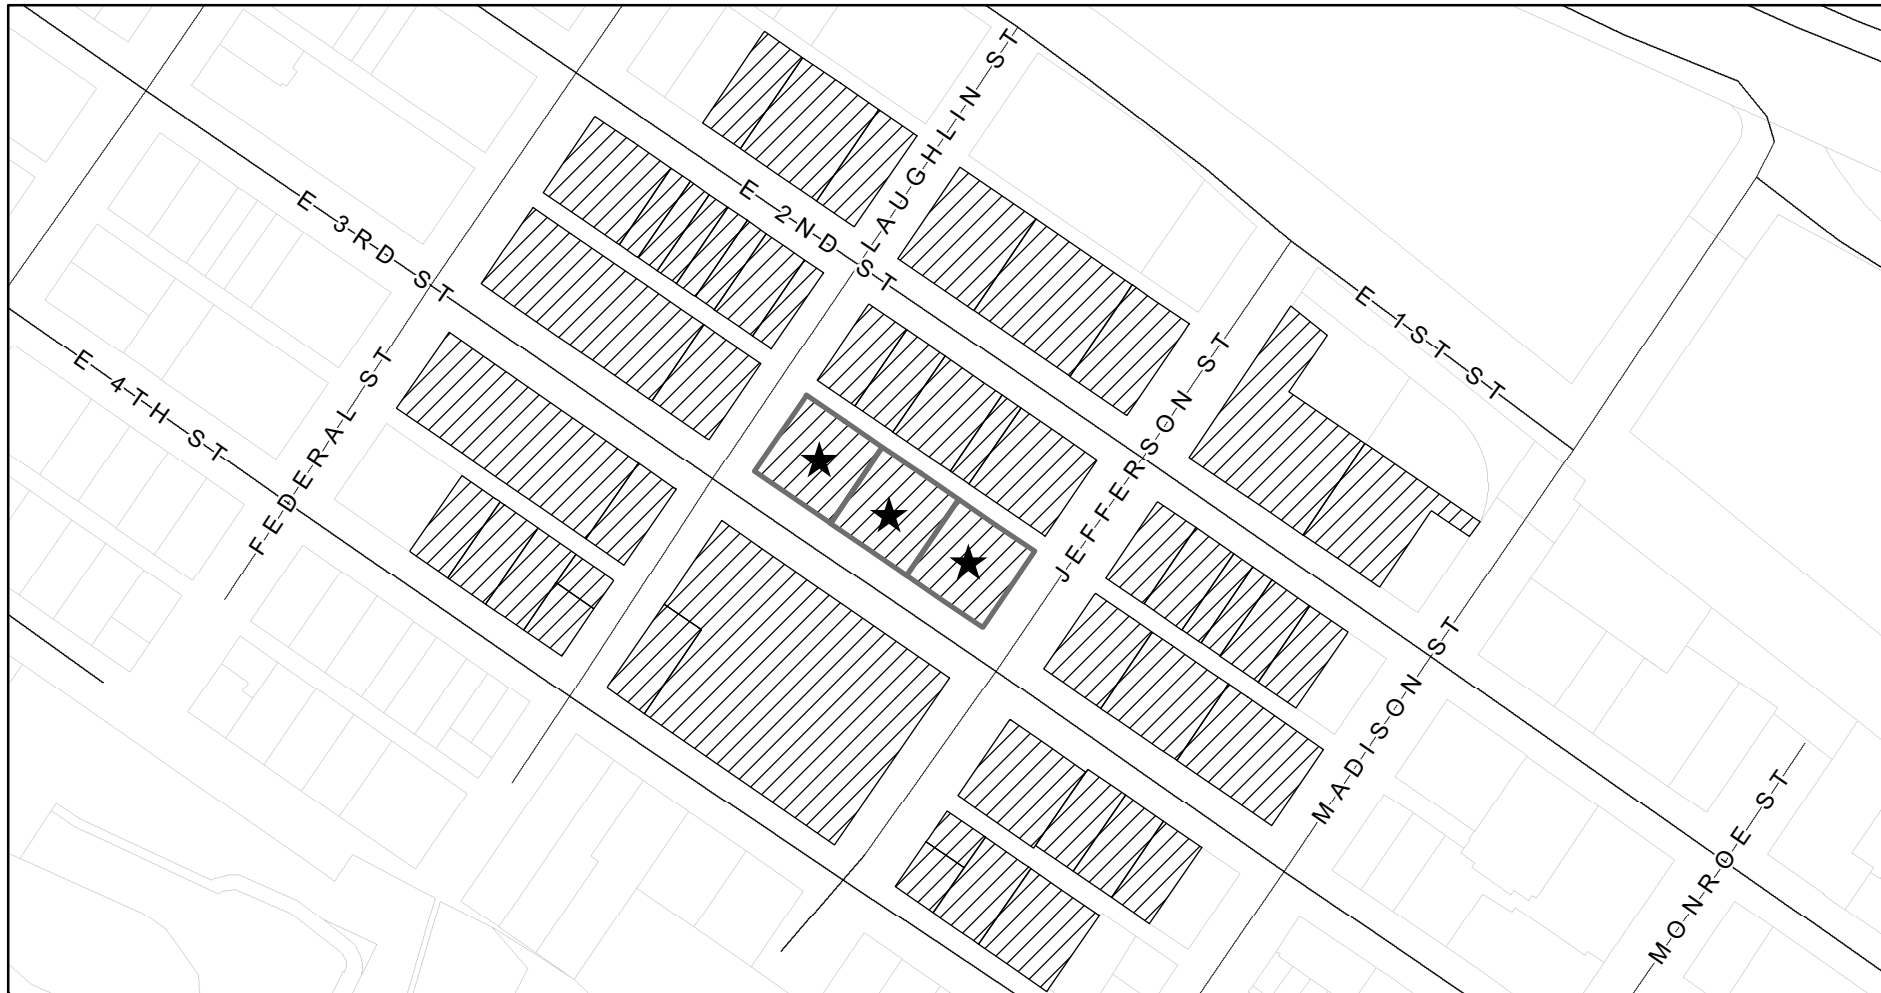 E 3RD ST
E 2ND ST
LAUGHLIN ST
E 1ST ST
E 4TH ST
FEDERAL ST
JEFFERSON ST
MADISON ST
MONROE ST